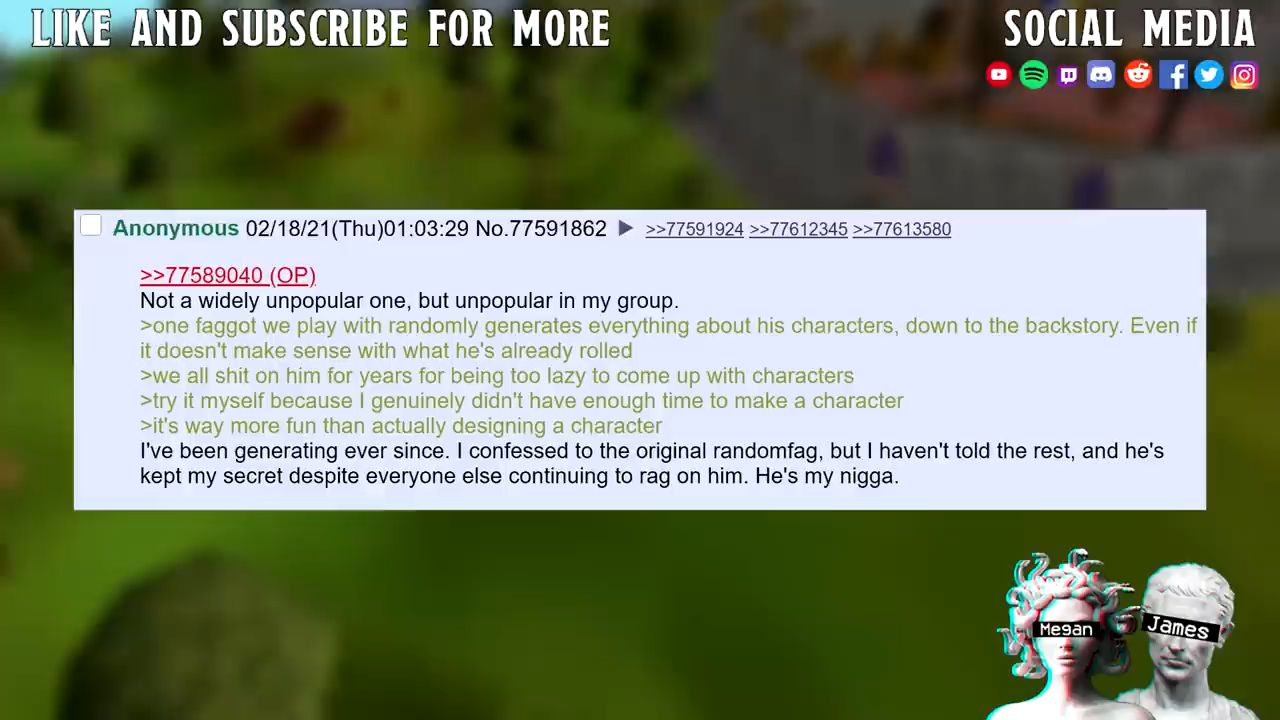 LIKE AND SUBSCRIBE FOR MORE
SOCIAL MEDIA
Anonymous 02/18/21(Thu)01:03:29 No.77591862 ▶ >>77591924 >>77612345 >>77613580
>>77589040 (OP)
Not a widely unpopular one, but unpopular in my group.
>one faggot we play with randomly generates everything about his characters, down to the backstory. Even if
it doesn't make sense with what he's already rolled
>we all shit on him for years for being too lazy to come up with characters
>try it myself because I genuinely didn't have enough time to make a character
>it's way more fun than actually designing a character
I've been generating ever since. I confessed to the original randomfag, but I haven't told the rest, and he's
kept my secret despite everyone else continuing to rag on him. He's my nigga.
Megan
James